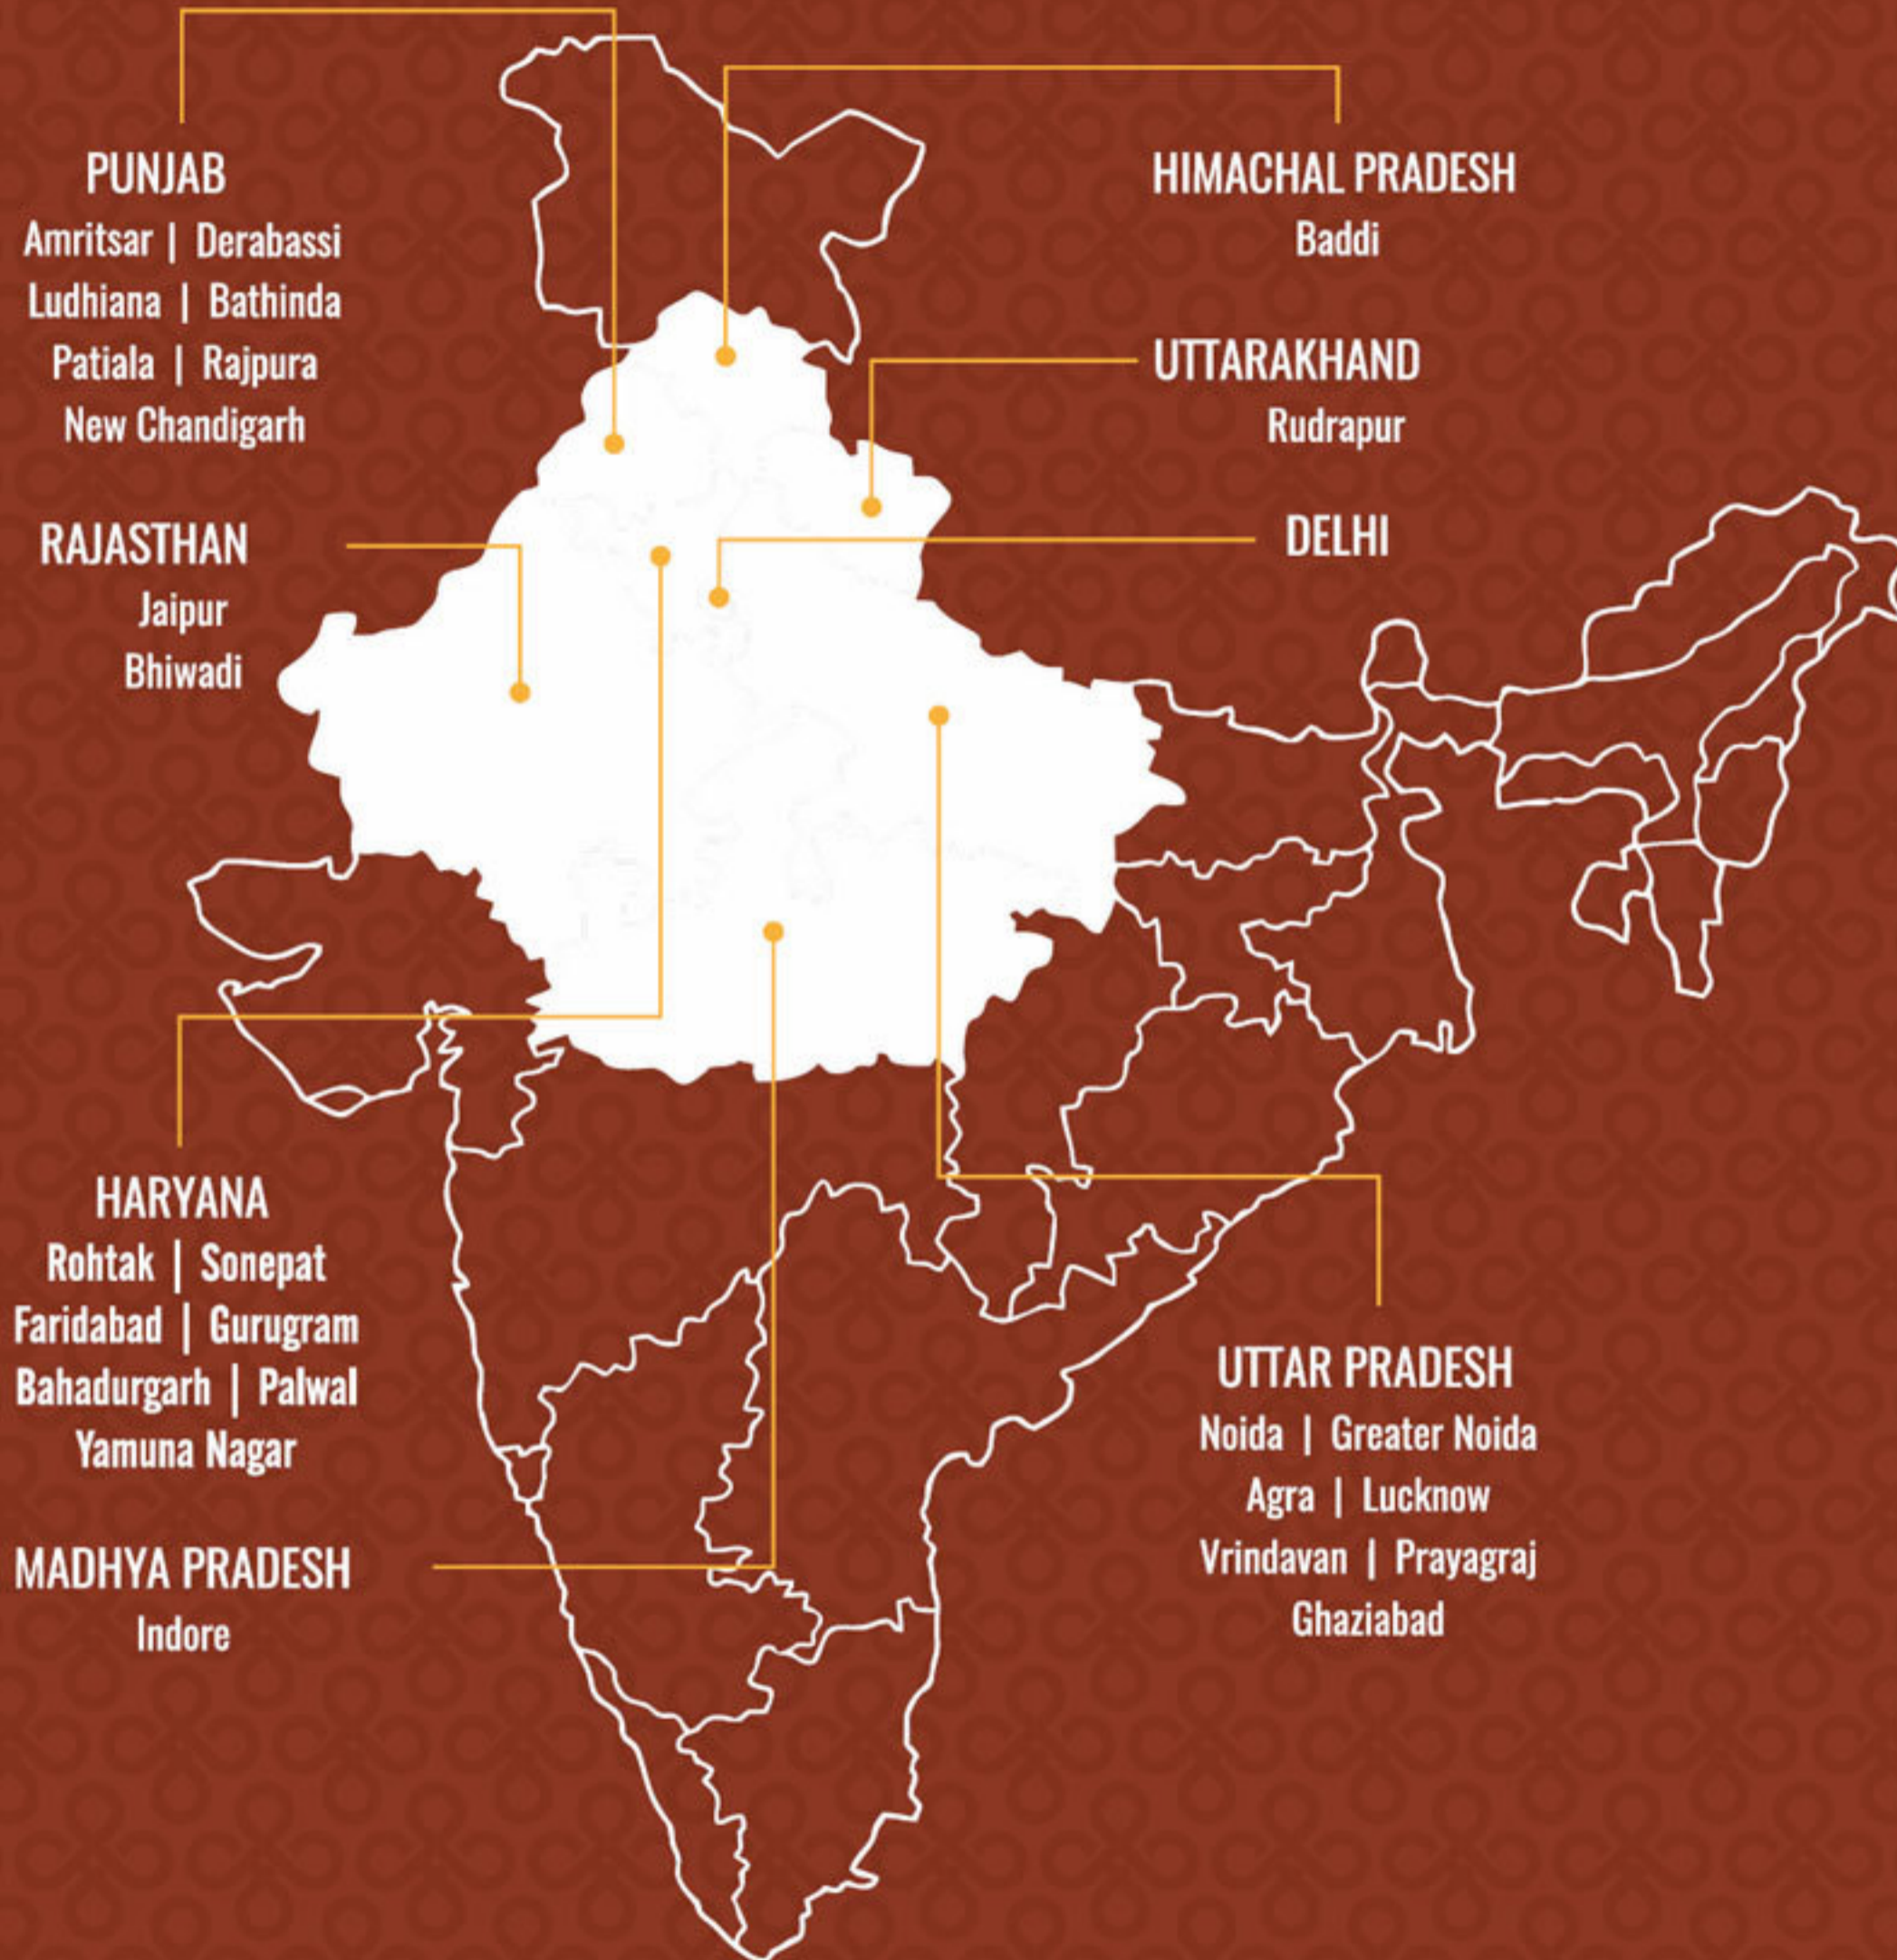 PUNJAB
Amritsar | Derabassi
Ludhiana | Bathinda
Patiala | Rajpura
New Chandigarh
RAJASTHAN
Jaipur
Bhiwadi
HARYANA
Rohtak | Sonepat
Faridabad | Gurugram
Bahadurgarh | Palwal
Yamuna Nagar
MADHYA PRADESH
Indore
HIMACHAL PRADESH
Baddi
UTTARAKHAND
Rudrapur
DELHI
UTTAR PRADESH
Noida | Greater Noida
Agra | Lucknow
Vrindavan | Prayagraj
Ghaziabad